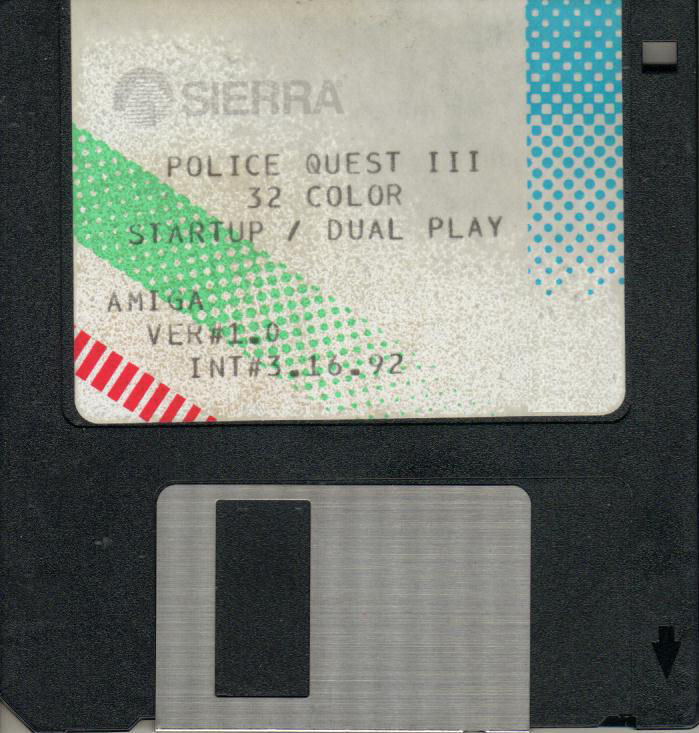 SIERRA
POLICE QUEST III
32 COLOR
STARTUP / DUAL PLAY
AMIGA
VER#1.0
INT#3.16.92